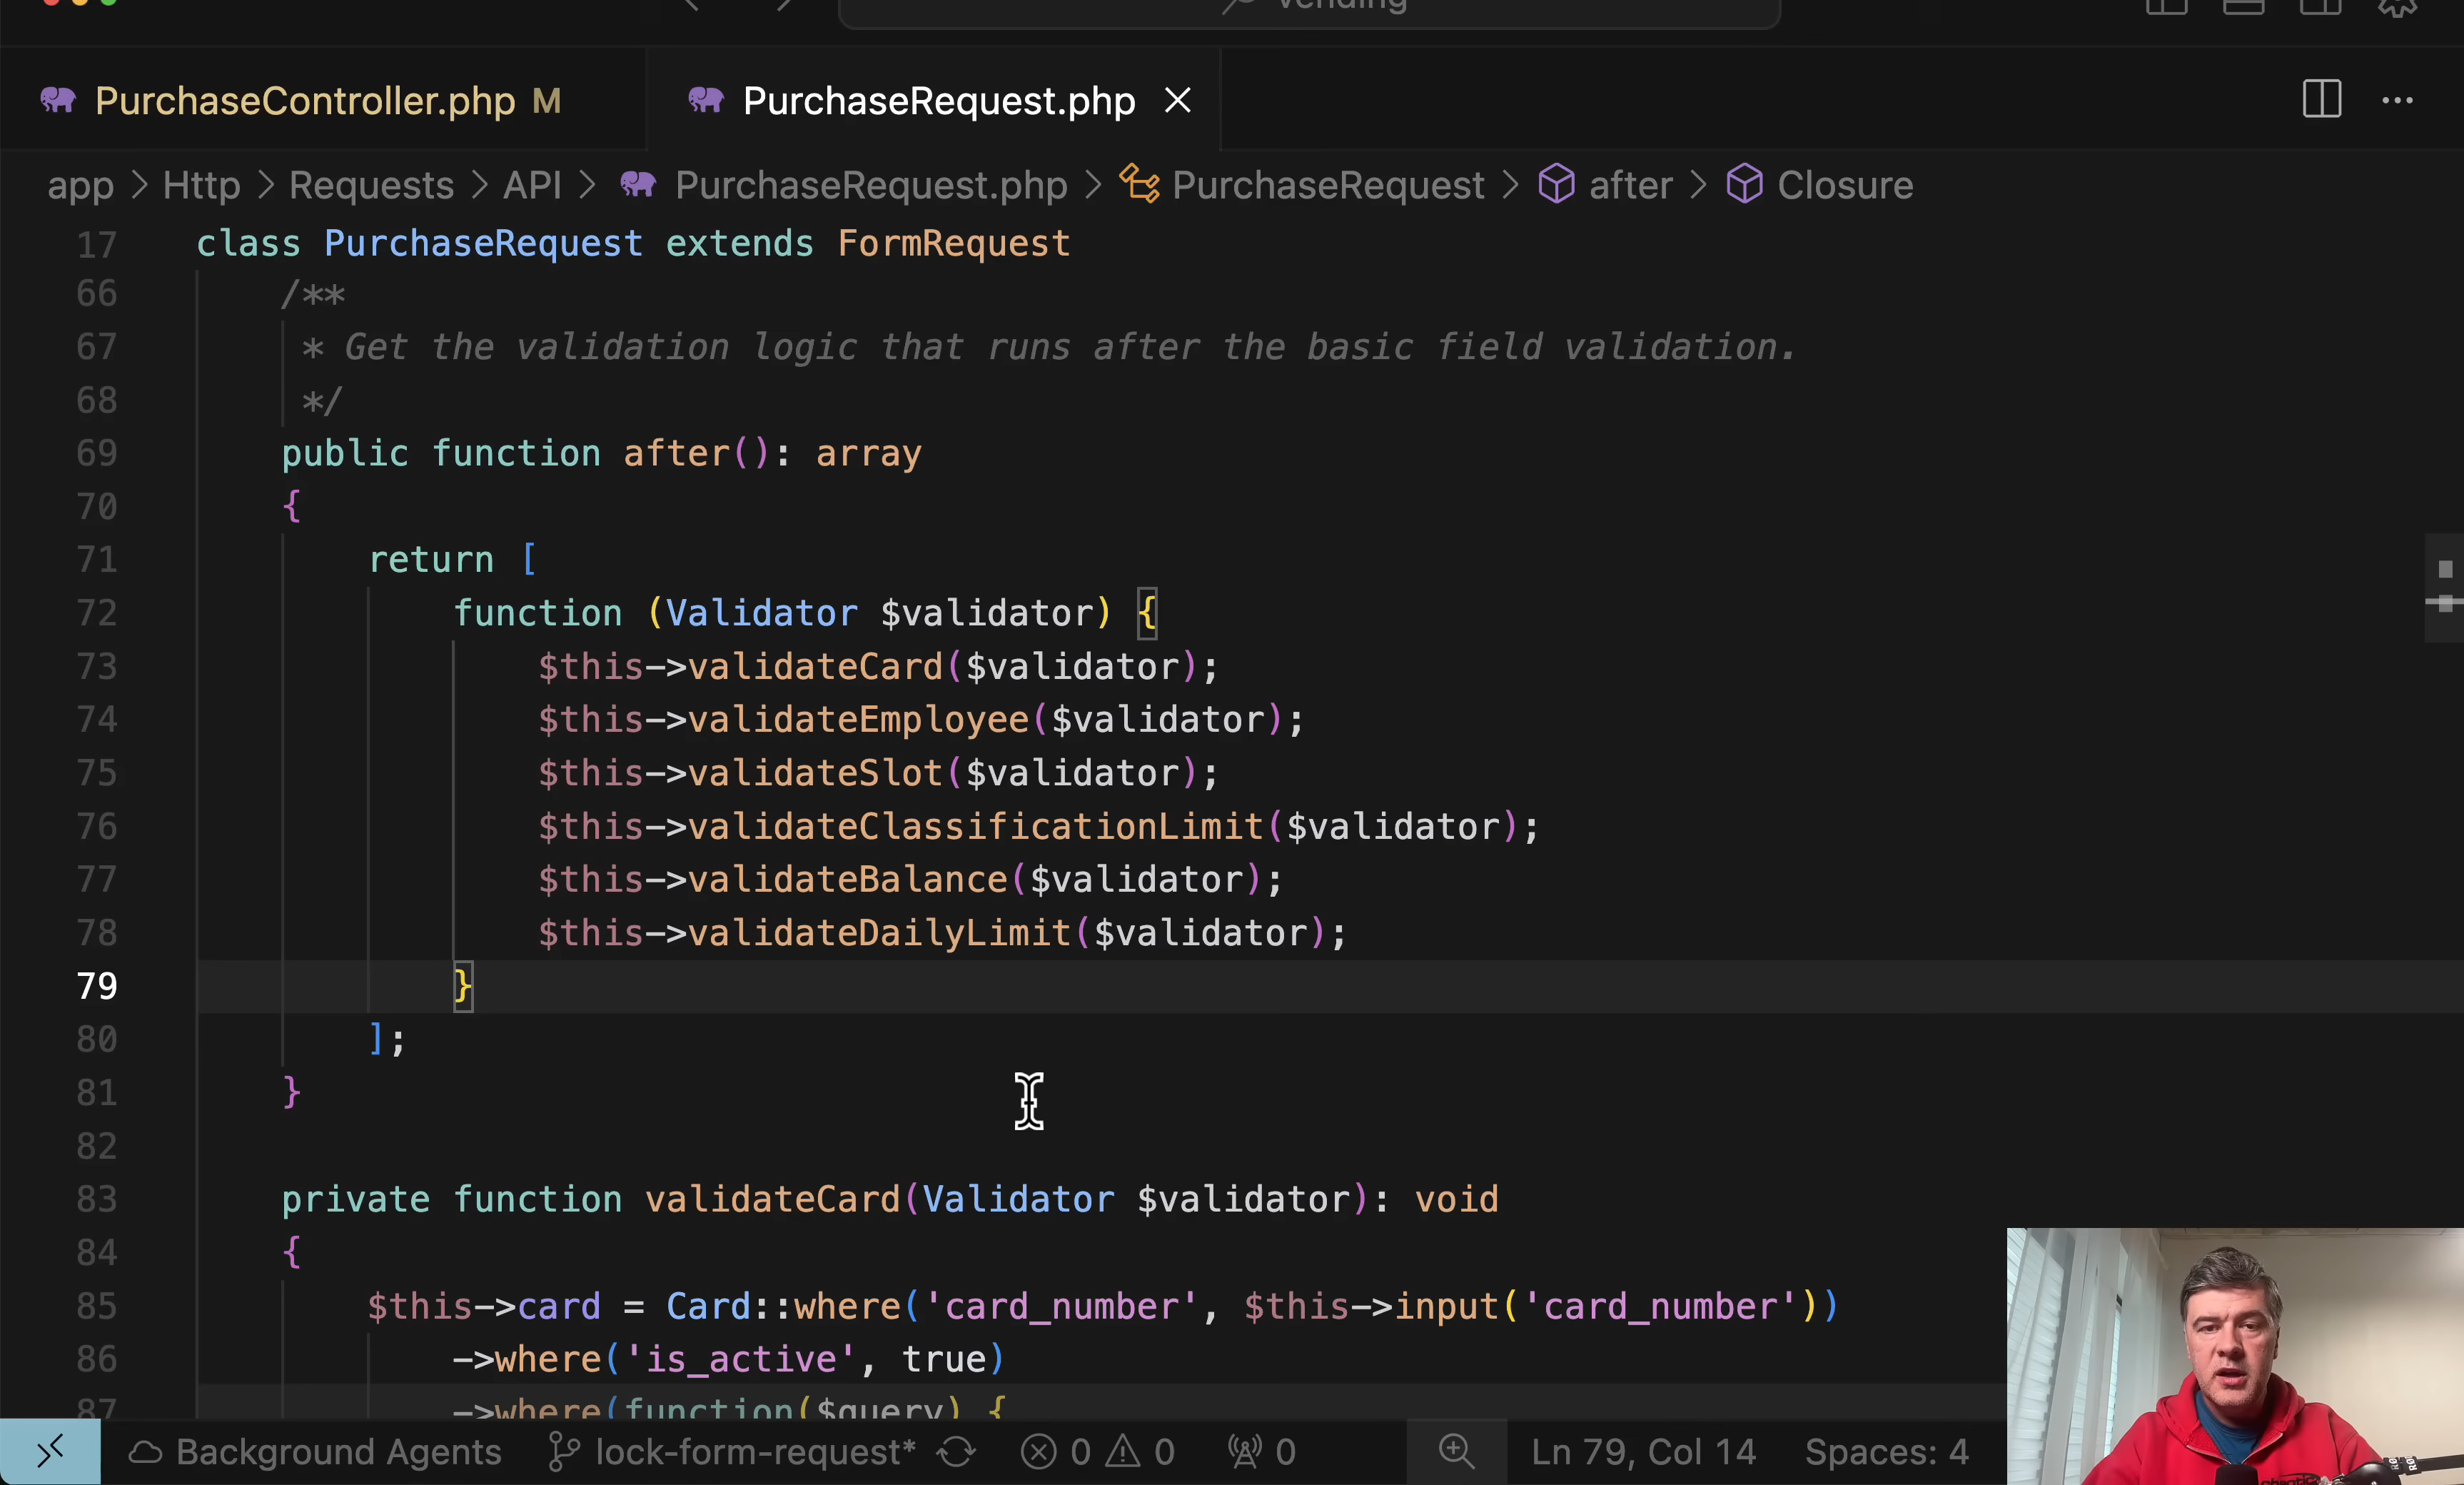 vending
PurchaseController.php M
PurchaseRequest.php
app > Http > Requests > API > PurchaseRequest.php > PurchaseRequest > after > Closure
17 class PurchaseRequest extends FormRequest
66 /**
67 * Get the validation logic that runs after the basic field validation.
68 */
69 public function after(): array
70 {
71 return [
72 function (Validator $validator) {
73 $this->validateCard($validator);
74 $this->validateEmployee($validator);
75 $this->validateSlot($validator);
76 $this->validateClassificationLimit($validator);
77 $this->validateBalance($validator);
78 $this->validateDailyLimit($validator);
79 }
80 ];
81 }
82
83 private function validateCard(Validator $validator): void
84 {
85 $this->card = Card::where('card_number', $this->input('card_number'))
86 ->where('is_active', true)
87 ->where(function($query) {
Background Agents lock-form-request* 0 0 0 Ln 79, Col 14 Spaces: 4